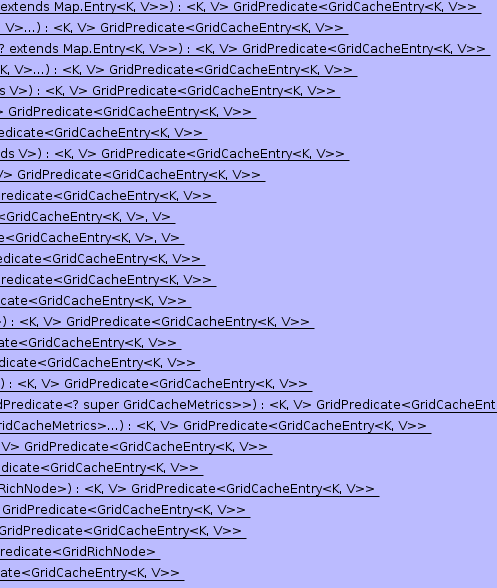 extends Map.Entry<K, V>>) : <K, V> GridPredicate<GridCacheEntry<K, V>>
V>...) : <K, V> GridPredicate<GridCacheEntry<K, V>>
? extends Map.Entry<K, V>>) : <K, V> GridPredicate<GridCacheEntry<K, V>>
K, V>...) : <K, V> GridPredicate<GridCacheEntry<K, V>>
s V>) : <K, V> GridPredicate<GridCacheEntry<K, V>>
> GridPredicate<GridCacheEntry<K, V>>
edicate<GridCacheEntry<K, V>>
ds V>) : <K, V> GridPredicate<GridCacheEntry<K, V>>
V> GridPredicate<GridCacheEntry<K, V>>
redicate<GridCacheEntry<K, V>>
<GridCacheEntry<K, V>, V>
e<GridCacheEntry<K, V>, V>
edicate<GridCacheEntry<K, V>>
redicate<GridCacheEntry<K, V>>
icate<GridCacheEntry<K, V>>
>) : <K, V> GridPredicate<GridCacheEntry<K, V>>
ate<GridCacheEntry<K, V>>
dicate<GridCacheEntry<K, V>>
) : <K, V> GridPredicate<GridCacheEntry<K, V>>
dPredicate<? super GridCacheMetrics>>) : <K, V> GridPredicate<GridCacheEnt
ridCacheMetrics>...) : <K, V> GridPredicate<GridCacheEntry<K, V>>
V> GridPredicate<GridCacheEntry<K, V>>
dicate<GridCacheEntry<K, V>>
RichNode>) : <K, V> GridPredicate<GridCacheEntry<K, V>>
GridPredicate<GridCacheEntry<K, V>>
GridPredicate<GridCacheEntry<K, V>>
redicate<GridRichNode>
ate<GridCacheEntry<K, V>>